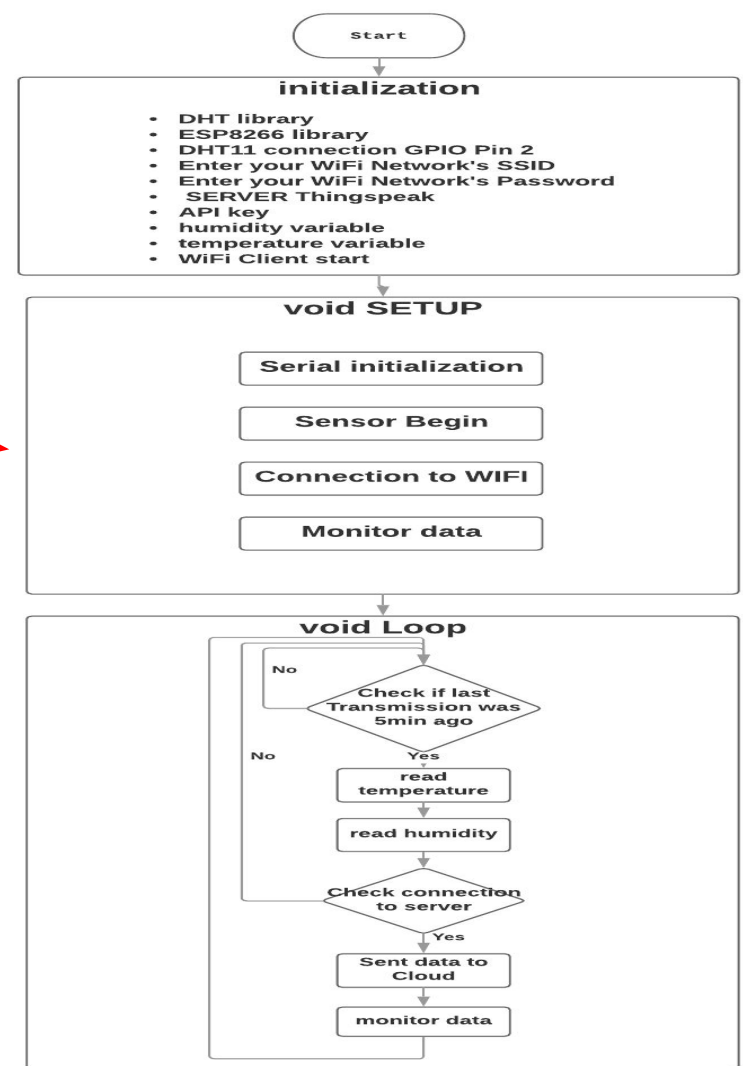 Start
initialization
• DHT library
• ESP8266 library
• DHT11 connection GPIO Pin 2
• Enter your WiFi Network's SSID
• Enter your WiFi Network's Password
• SERVER Thingspeak
• API key
• humidity variable
• temperature variable
• WiFi Client start
void SETUP
Serial initialization
Sensor Begin
Connection to WIFI
Monitor data
void Loop
No
Check if last
Transmission was
5min ago
No
Yes
read
temperature
read humidity
Check connection
to server
Yes
Sent data to
Cloud
monitor data